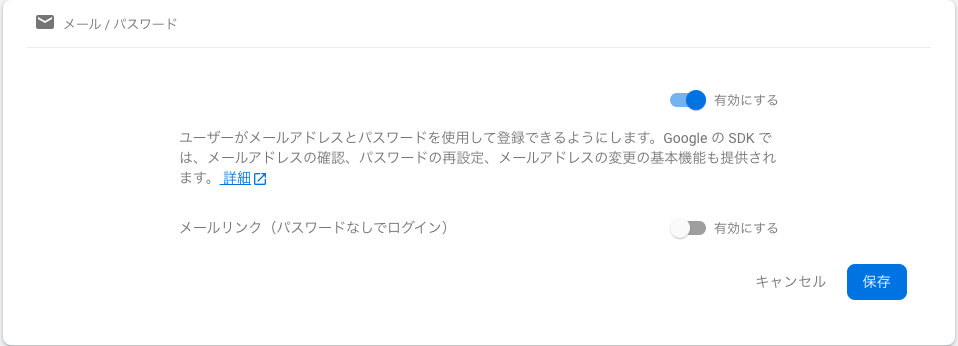 メール / パスワード
有効にする
ユーザーがメールアドレスとパスワードを使用して登録できるようにします。Google の SDK で
は、メールアドレスの確認、パスワードの再設定、メールアドレスの変更の基本機能も提供され
ます。 詳細
メールリンク（パスワードなしでログイン） 有効にする
キャンセル 保存